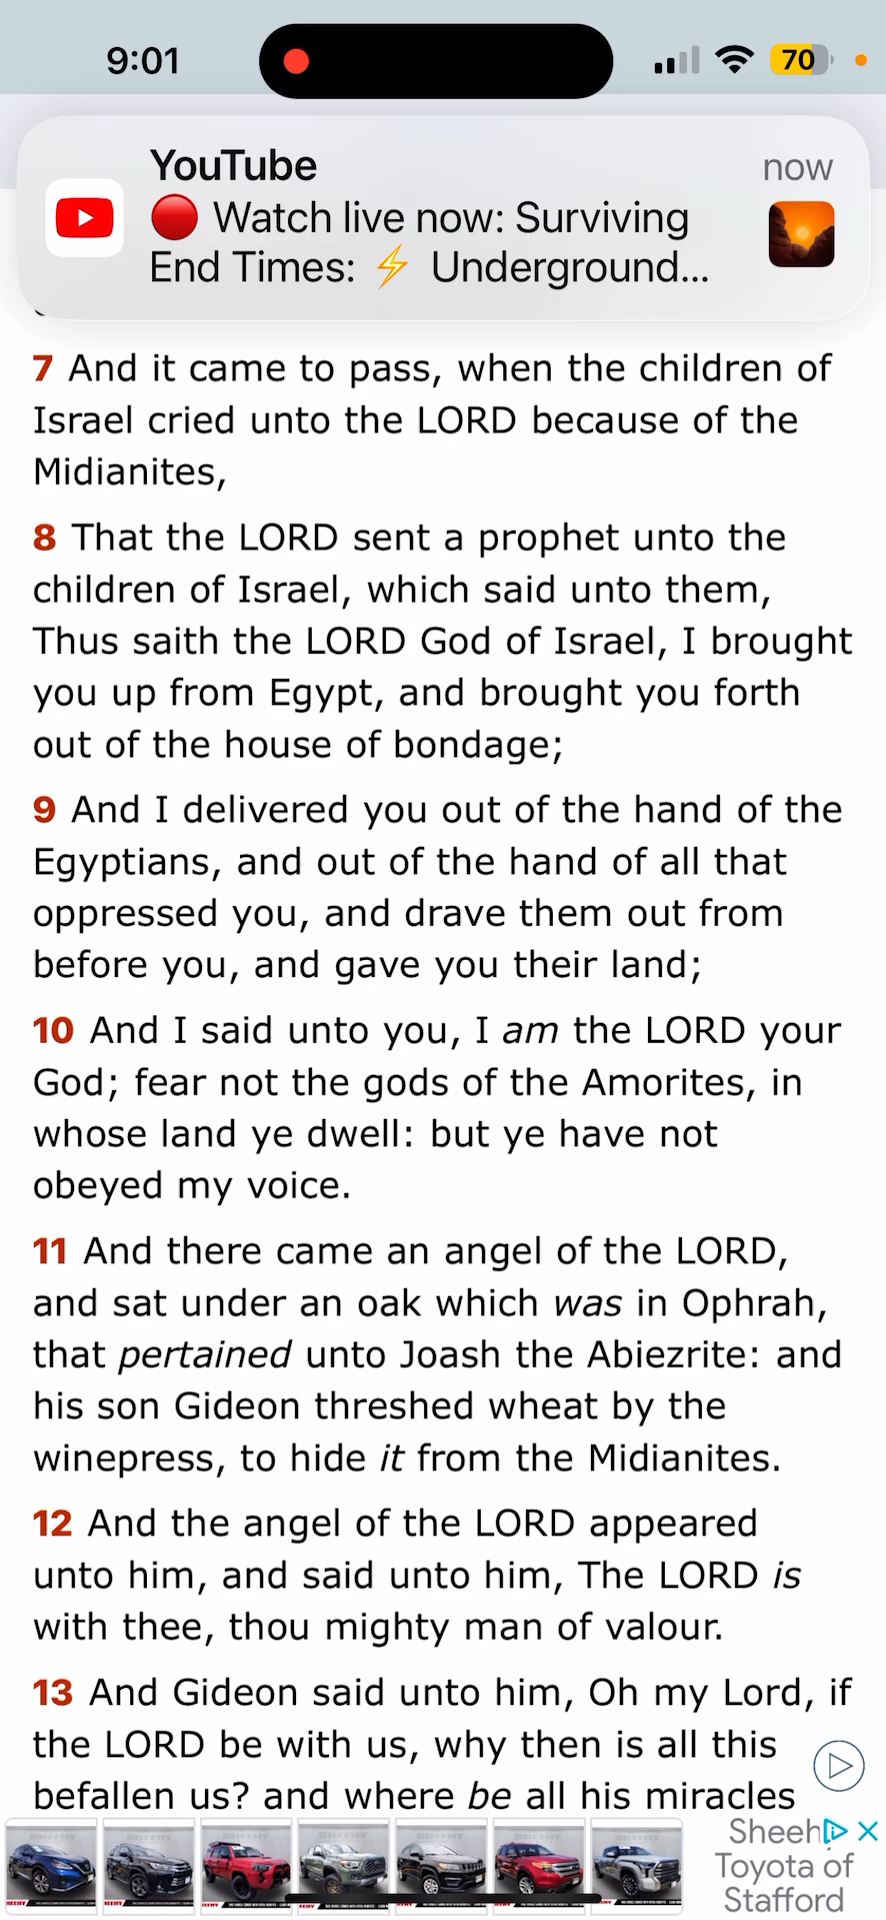 9:01
70
YouTube
now
🔴 Watch live now: Surviving
End Times: ⚡ Underground...
7 And it came to pass, when the children of
Israel cried unto the LORD because of the
Midianites,
8 That the LORD sent a prophet unto the
children of Israel, which said unto them,
Thus saith the LORD God of Israel, I brought
you up from Egypt, and brought you forth
out of the house of bondage;
9 And I delivered you out of the hand of the
Egyptians, and out of the hand of all that
oppressed you, and drave them out from
before you, and gave you their land;
10 And I said unto you, I am the LORD your
God; fear not the gods of the Amorites, in
whose land ye dwell: but ye have not
obeyed my voice.
11 And there came an angel of the LORD,
and sat under an oak which was in Ophrah,
that pertained unto Joash the Abiezrite: and
his son Gideon threshed wheat by the
winepress, to hide it from the Midianites.
12 And the angel of the LORD appeared
unto him, and said unto him, The LORD is
with thee, thou mighty man of valour.
13 And Gideon said unto him, Oh my Lord, if
the LORD be with us, why then is all this
befallen us? and where be all his miracles
Sheeh
Toyota of
Stafford